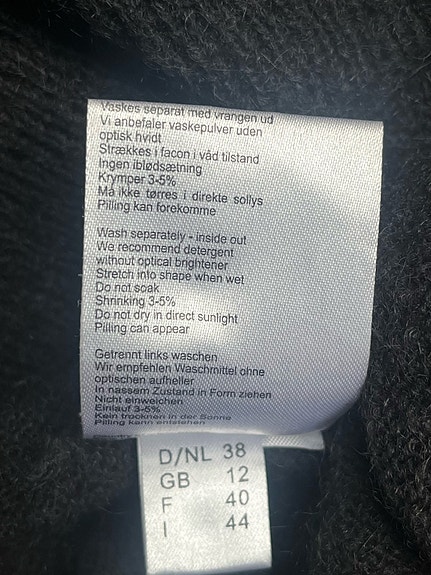 Vaskes separat med vrangen ud
Vi anbefaler vaskepulver uden
optisk hvidt
Strækkes i facon i våd tilstand
Ingen iblødsætning
Krymper 3-5%
Må ikke tørres i direkte sollys
Pilling kan forekomme
Wash separately - inside out
We recommend detergent
without optical brightener
Stretch into shape when wet
Do not soak
Shrinking 3-5%
Do not dry in direct sunlight
Pilling can appear
Getrennt links waschen
Wir empfehlen Waschmittel ohne
optischen aufheller
In nassem Zustand in Form ziehen
Nicht einweichen
Einlauf 3-5%
Kein trocknen in der Sonne
Pilling kann entstehen
D/NL 38
GB 12
F 40
I 44